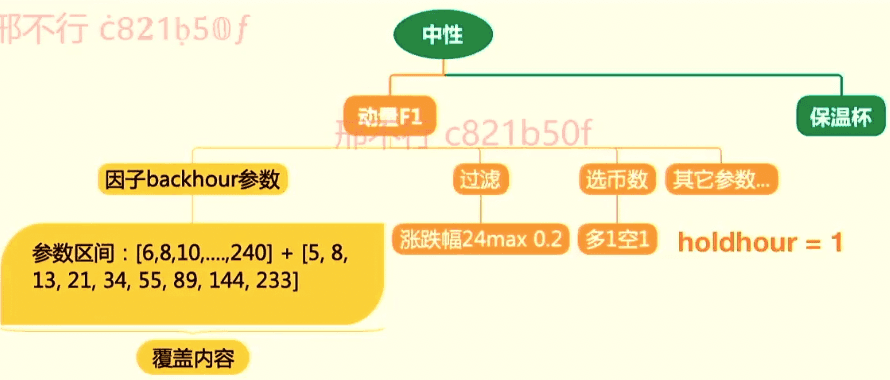 邢不行 c821b50f
中性
动量F1
保温杯
邢不行 c821b50f
因子backhour参数
过滤
选币数
其它参数...
参数区间：[6,8,10,....,240] + [5, 8,
13, 21, 34, 55, 89, 144, 233]
涨跌幅24max 0.2
多1空1
holdhour = 1
覆盖内容